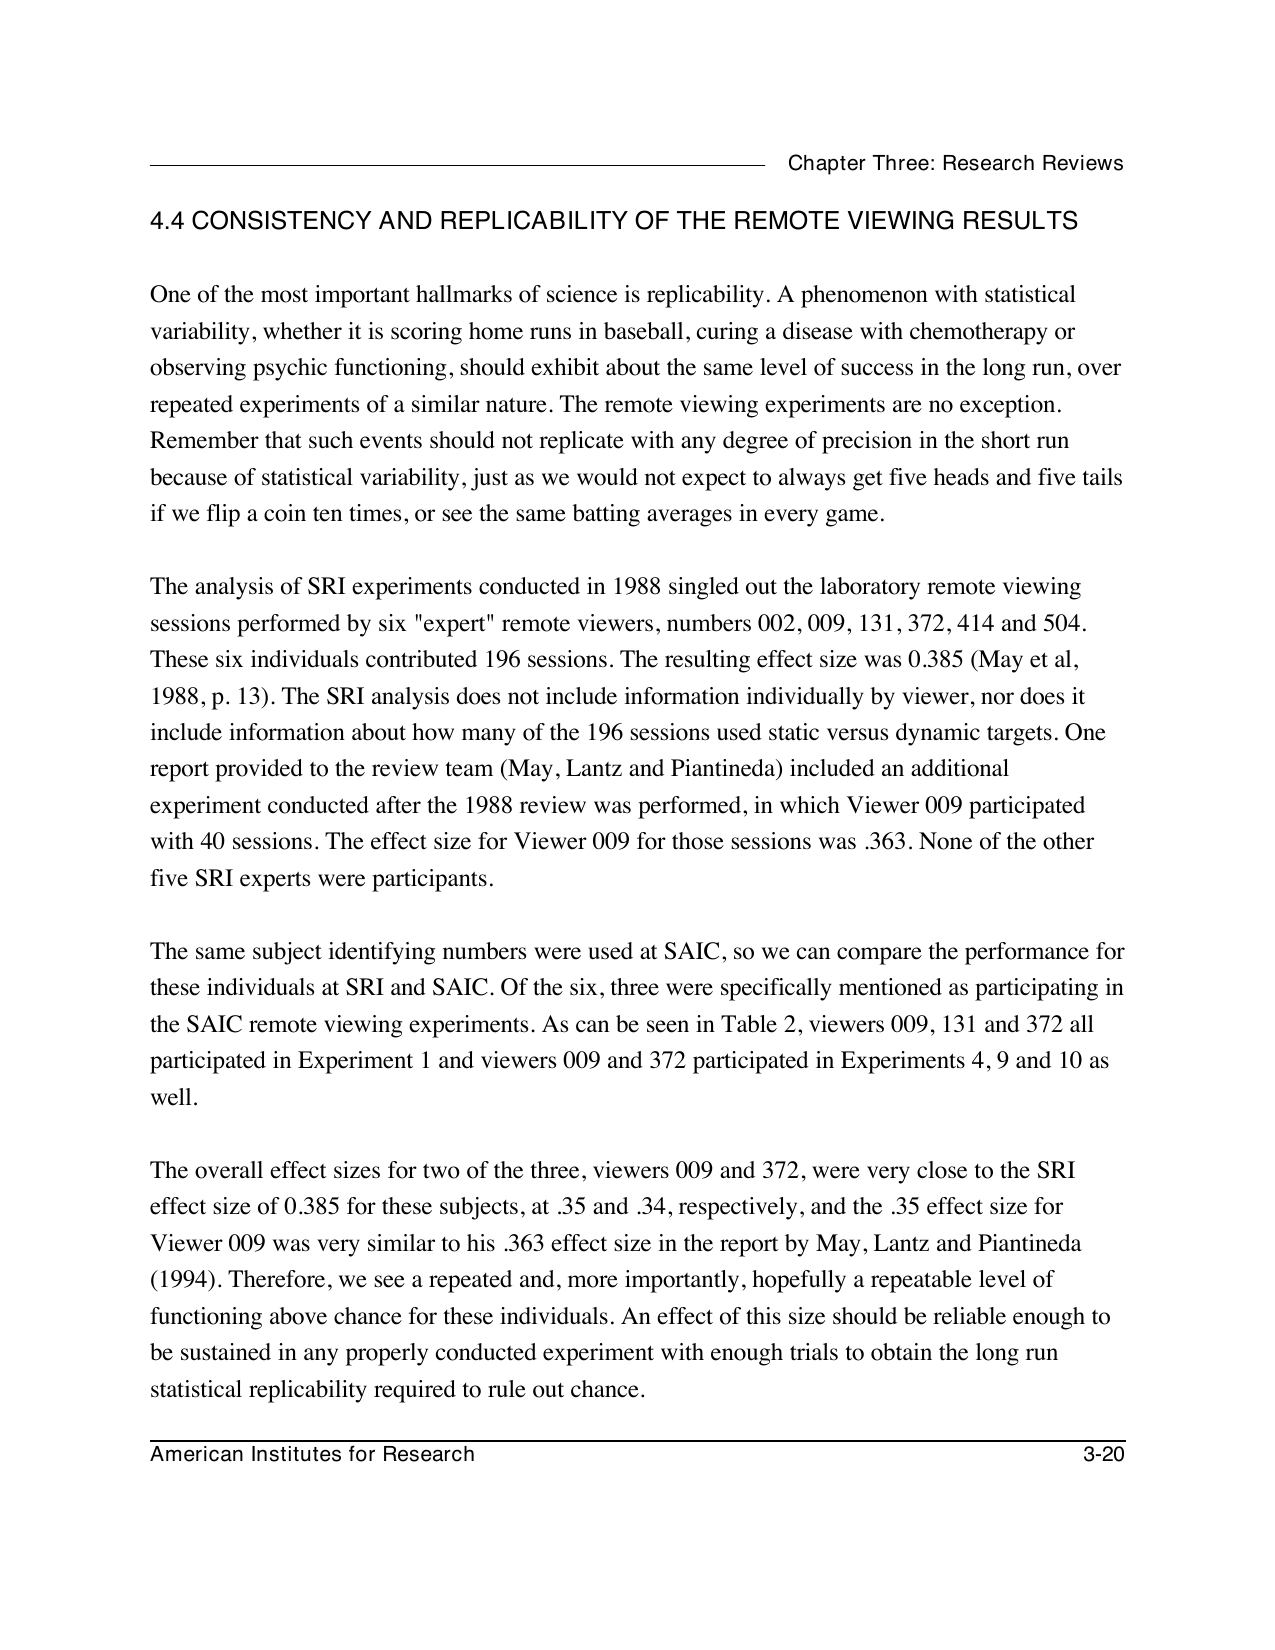 Chapter Three: Research Reviews
4.4 CONSISTENCY AND REPLICABILITY OF THE REMOTE VIEWING RESULTS
One of the most important hallmarks of science is replicability. A phenomenon with statistical
variability, whether it is scoring home runs in baseball, curing a disease with chemotherapy or
observing psychic functioning, should exhibit about the same level of success in the long run, over
repeated experiments of a similar nature. The remote viewing experiments are no exception.
Remember that such events should not replicate with any degree of precision in the short run
because of statistical variability, just as we would not expect to always get five heads and five tails
if we flip a coin ten times, or see the same batting averages in every game.
The analysis of SRI experiments conducted in 1988 singled out the laboratory remote viewing
sessions performed by six "expert" remote viewers, numbers 002, 009, 131, 372, 414 and 504.
These six individuals contributed 196 sessions. The resulting effect size was 0.385 (May et al,
1988, p. 13). The SRI analysis does not include information individually by viewer, nor does it
include information about how many of the 196 sessions used static versus dynamic targets. One
report provided to the review team (May, Lantz and Piantineda) included an additional
experiment conducted after the 1988 review was performed, in which Viewer 009 participated
with 40 sessions. The effect size for Viewer 009 for those sessions was .363. None of the other
five SRI experts were participants.
The same subject identifying numbers were used at SAIC, so we can compare the performance for
these individuals at SRI and SAIC. Of the six, three were specifically mentioned as participating in
the SAIC remote viewing experiments. As can be seen in Table 2, viewers 009, 131 and 372 all
participated in Experiment 1 and viewers 009 and 372 participated in Experiments 4, 9 and 10 as
well.
The overall effect sizes for two of the three, viewers 009 and 372, were very close to the SRI
effect size of 0.385 for these subjects, at .35 and .34, respectively, and the .35 effect size for
Viewer 009 was very similar to his .363 effect size in the report by May, Lantz and Piantineda
(1994). Therefore, we see a repeated and, more importantly, hopefully a repeatable level of
functioning above chance for these individuals. An effect of this size should be reliable enough to
be sustained in any properly conducted experiment with enough trials to obtain the long run
statistical replicability required to rule out chance.
American Institutes for Research 3-20